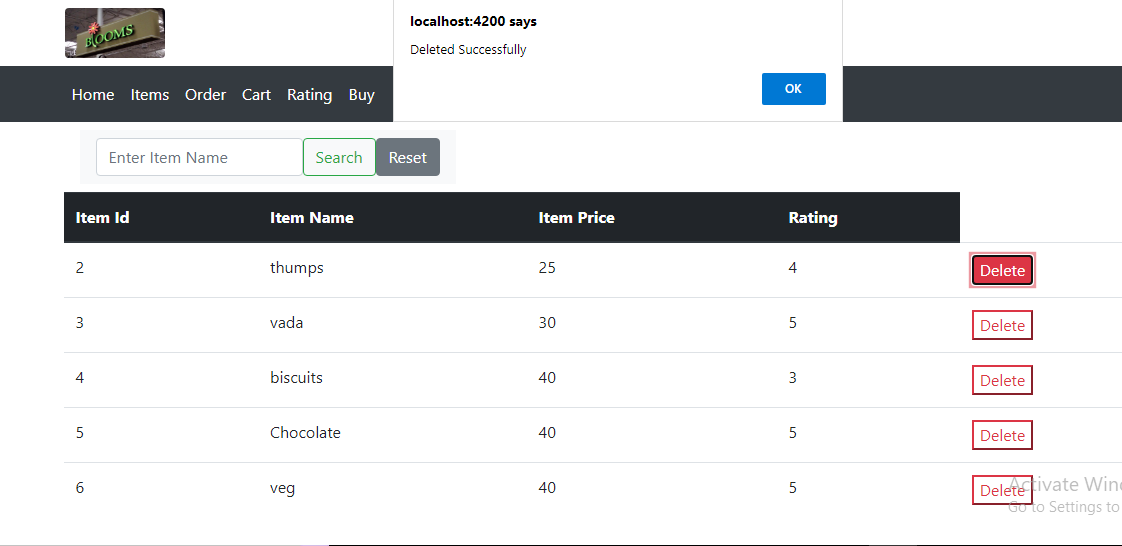 BLOOMS
localhost:4200 says
Deleted Successfully
OK
Home Items Order Cart Rating Buy
Enter Item Name Search Reset
Item Id Item Name Item Price Rating
2 thumps 25 4 Delete
3 vada 30 5 Delete
4 biscuits 40 3 Delete
5 Chocolate 40 5 Delete
6 veg 40 5 Delete
Activate Win
Go to Settings to